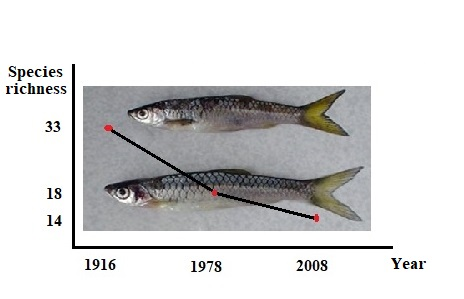 Species
richness
33
18
14
1916 1978 2008 Year